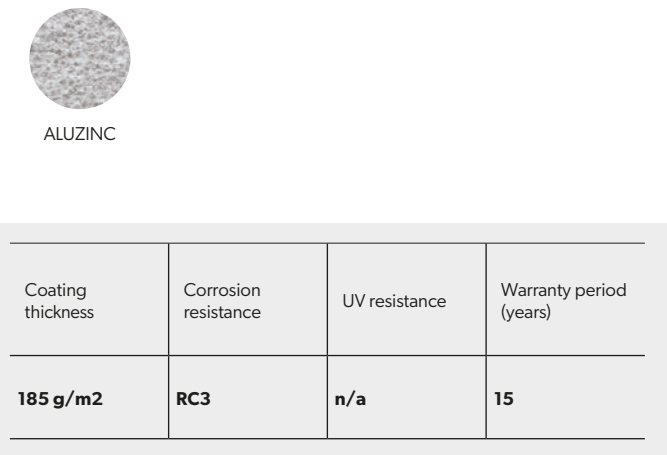 ALUZINC
Coating
thickness
Corrosion
resistance
UV resistance
Warranty period
(years)
185 g/m2
RC3
n/a
15